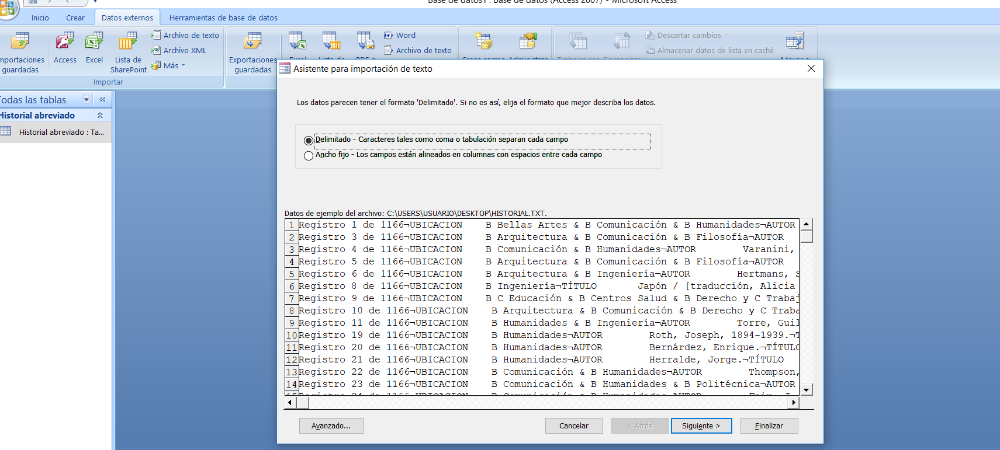 Base de datos1 : Base de datos (Access 2007) - Microsoft Access
Inicio Crear Datos externos Herramientas de base de datos
Archivo de texto
Archivo XML
Más
Access Excel Lista de
SharePoint
guardadas
Importar
Exportaciones
guardadas
Word
Archivo de texto
Descartar cambios
Almacenar datos de lista en caché
Todas las tablas
Historial abreviado
Historial abreviado : Ta...
Asistente para importación de texto
Los datos parecen tener el formato 'Delimitado'. Si no es así, elija el formato que mejor describa los datos.
Delimitado - Caracteres tales como coma o tabulación separan cada campo
Ancho fijo - Los campos están alineados en columnas con espacios entre cada campo
Datos de ejemplo del archivo: C:\USERS\USUARIO\DESKTOP\HISTORIAL.TXT.
1 Registro 1 de 1166¬UBICACION    B Bellas Artes & B Comunicación & B Humanidades¬AUTOR
2 Registro 3 de 1166¬UBICACION    B Arquitectura & B Comunicación & B Filosofía¬AUTOR
3 Registro 4 de 1166¬UBICACION    B Comunicación & B Humanidades¬AUTOR        Varanini,
4 Registro 5 de 1166¬UBICACION    B Arquitectura & B Comunicación & B Filosofía¬AUTOR
5 Registro 6 de 1166¬UBICACION    B Arquitectura & B Ingeniería¬AUTOR        Hertmans, S
6 Registro 8 de 1166¬UBICACION    B Ingeniería¬TÍTULO       Japón / [traducción, Alicia
7 Registro 9 de 1166¬UBICACION    B C Educación & B Centros Salud & B Derecho y C Trabaj
8 Registro 10 de 1166¬UBICACION    B Arquitectura & B Comunicación & B Derecho y C Traba
9 Registro 11 de 1166¬UBICACION    B Humanidades & B Ingeniería¬AUTOR        Torre, Guil
10 Registro 19 de 1166¬UBICACION    B Humanidades¬AUTOR        Roth, Joseph, 1894-1939.¬T
11 Registro 20 de 1166¬UBICACION    B Humanidades¬AUTOR        Bernárdez, Enrique.¬TÍTULO
12 Registro 21 de 1166¬UBICACION    B Humanidades¬AUTOR        Herralde, Jorge.¬TÍTULO
13 Registro 22 de 1166¬UBICACION    B Comunicación & B Humanidades¬AUTOR        Thompson,
14 Registro 23 de 1166¬UBICACION    B Comunicación & B Humanidades & B Politécnica¬AUTOR
Avanzado... Cancelar < Atrás Siguiente > Finalizar